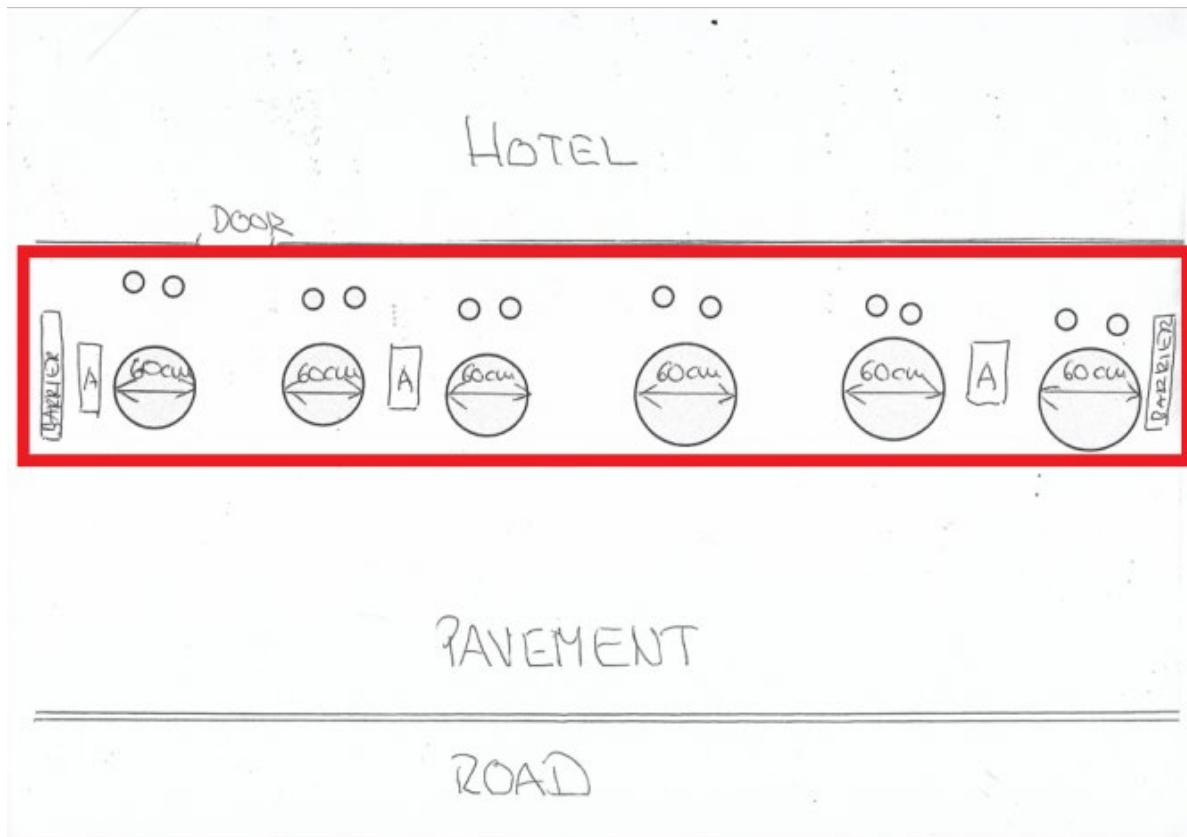 HOTEL
DOOR
BARRIER
A
60cm
60cm
A
60cm
60cm
60cm
A
60cm
BARRIER
PAVEMENT
ROAD